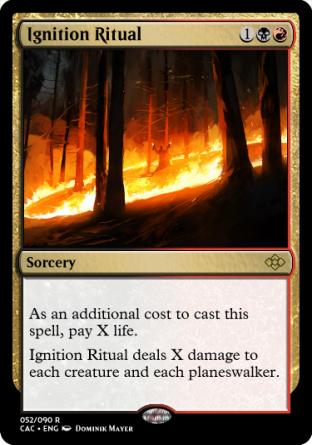 Ignition Ritual 1
Sorcery
As an additional cost to cast this
spell, pay X life.
Ignition Ritual deals X damage to
each creature and each planeswalker.
052/090 R
CAC • ENG DOMINIK MAYER